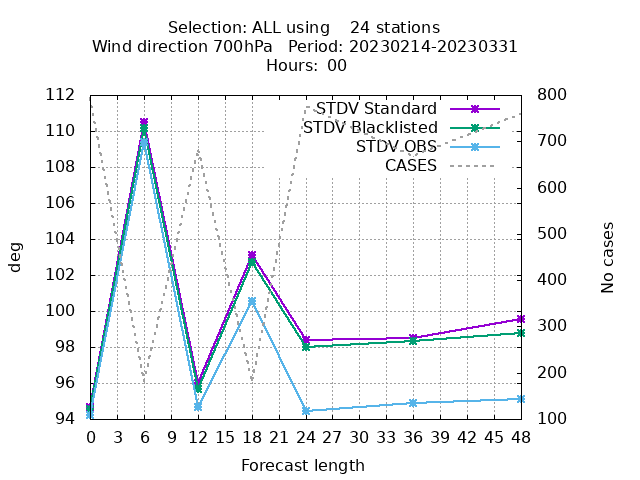 Selection: ALL using    24 stations
Wind direction 700hPa   Period: 20230214-20230331
Hours: 00
STDV Standard
STDV Blacklisted
STDV OBS
CASES
112
110
108
106
104
102
100
98
96
94
deg
800
700
600
500
400
300
200
100
No cases
0 3 6 9 12 15 18 21 24 27 30 33 36 39 42 45 48
Forecast length